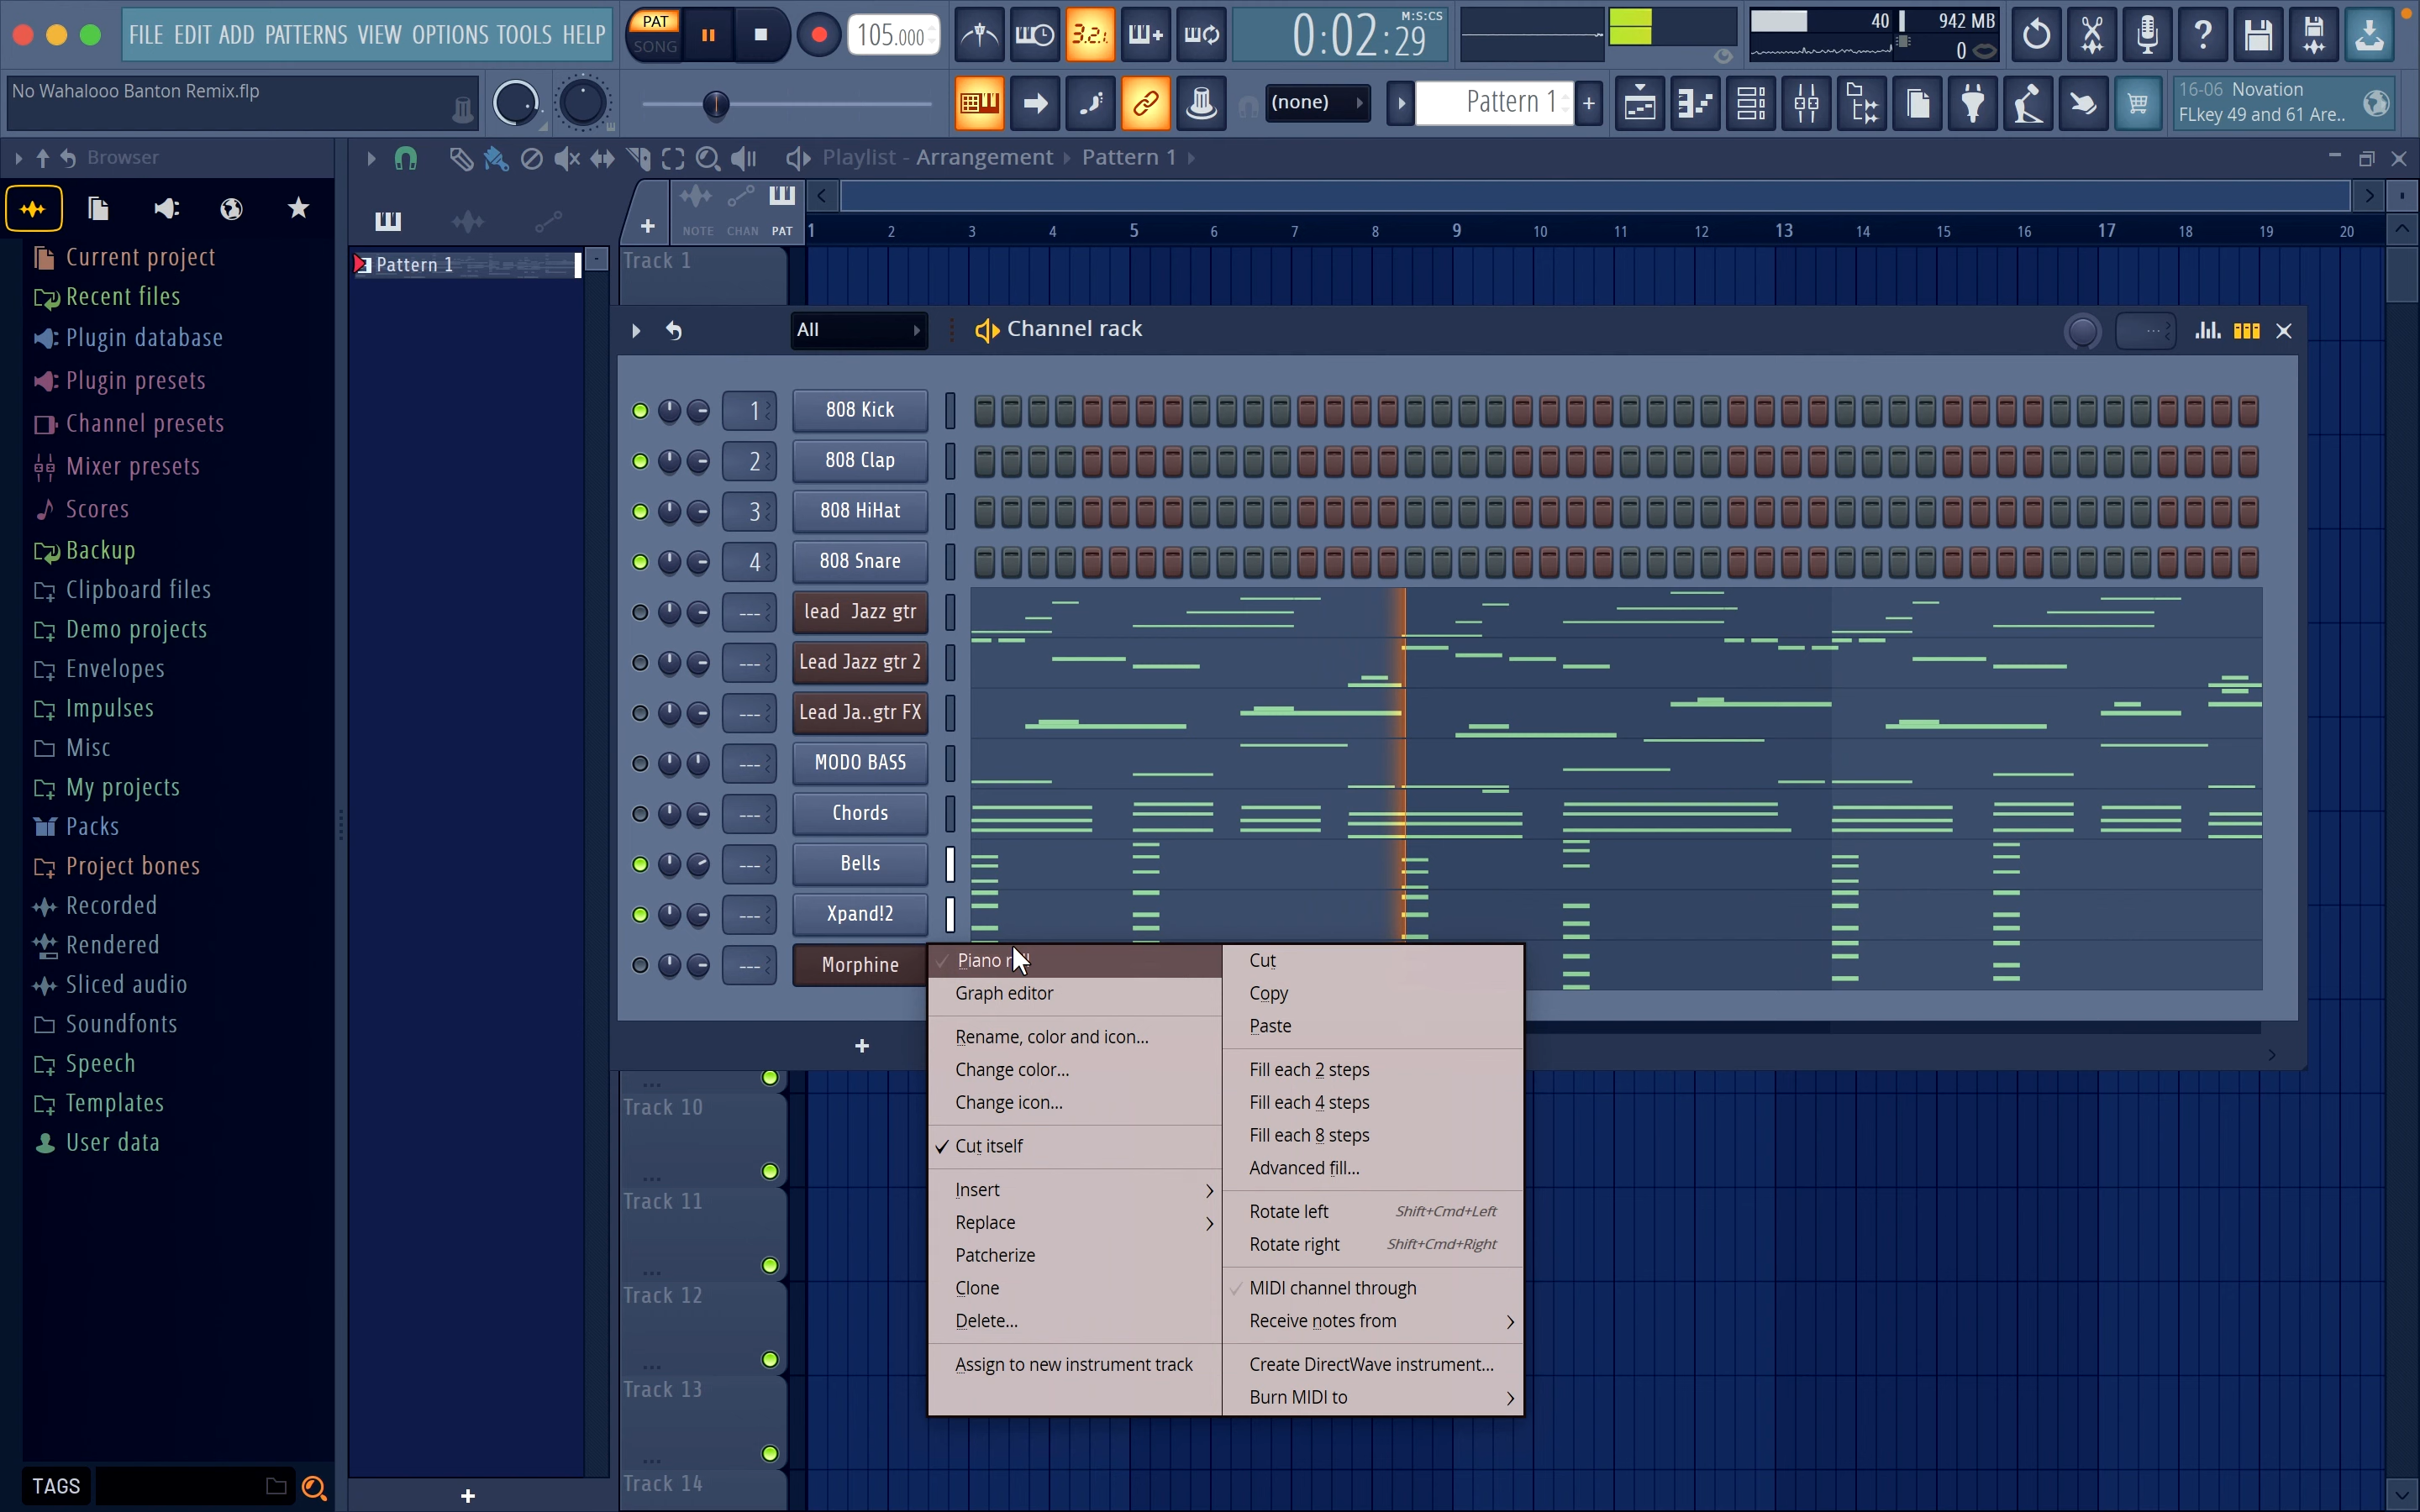 FILE EDIT ADD PATTERNS VIEW OPTIONS TOOLS HELP
PAT
SONG
105.000
3.2.
0:02:29
M:S:CS
40
942 MB
0
No Wahalooo Banton Remix.flp
(none)
Pattern 1
+
16-06 Novation
FLkey 49 and 61 Are..
Browser
Playlist - Arrangement
Pattern 1
NOTE CHAN PAT
1 2 3 4 5 6 7 8 9 10 11 12 13 14 15 16 17 18 19 20
Current project
Recent files
Plugin database
Plugin presets
Channel presets
Mixer presets
Scores
Backup
Clipboard files
Demo projects
Envelopes
Impulses
Misc
My projects
Packs
Project bones
Recorded
Rendered
Sliced audio
Soundfonts
Speech
Templates
User data
TAGS
Pattern 1
Track 1
All
Channel rack
1 808 Kick
2 808 Clap
3 808 HiHat
4 808 Snare
--- lead Jazz gtr
--- Lead Jazz gtr 2
--- Lead Ja..gtr FX
--- MODO BASS
--- Chords
--- Bells
--- Xpand!2
--- Morphine
Graph editor
Rename, color and icon...
Change color...
Change icon...
Cut itself
Insert
Replace
Patcherize
Clone
Delete...
Assign to new instrument track
Cut
Copy
Paste
Fill each 2 steps
Fill each 4 steps
Fill each 8 steps
Advanced fill...
Rotate left Shift+Cmd+Left
Rotate right Shift+Cmd+Right
MIDI channel through
Receive notes from
Create DirectWave instrument...
Burn MIDI to
Track 10
Track 11
Track 12
Track 13
Track 14